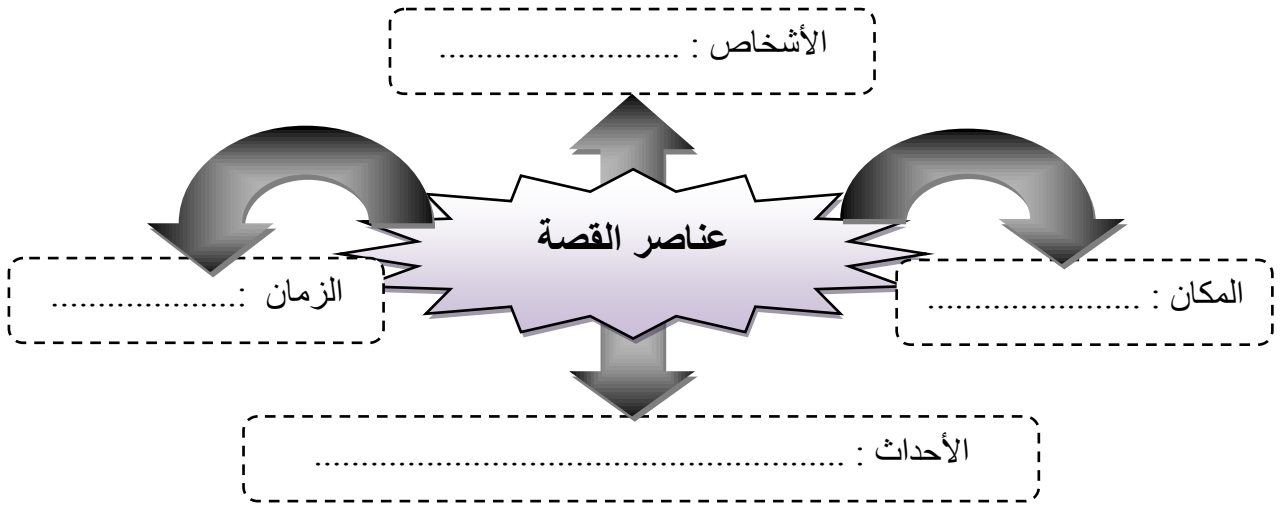 الأشخاص : .........................
عناصر القصة
المكان : .........................
الزمان :....................
الأحداث : .........................................................